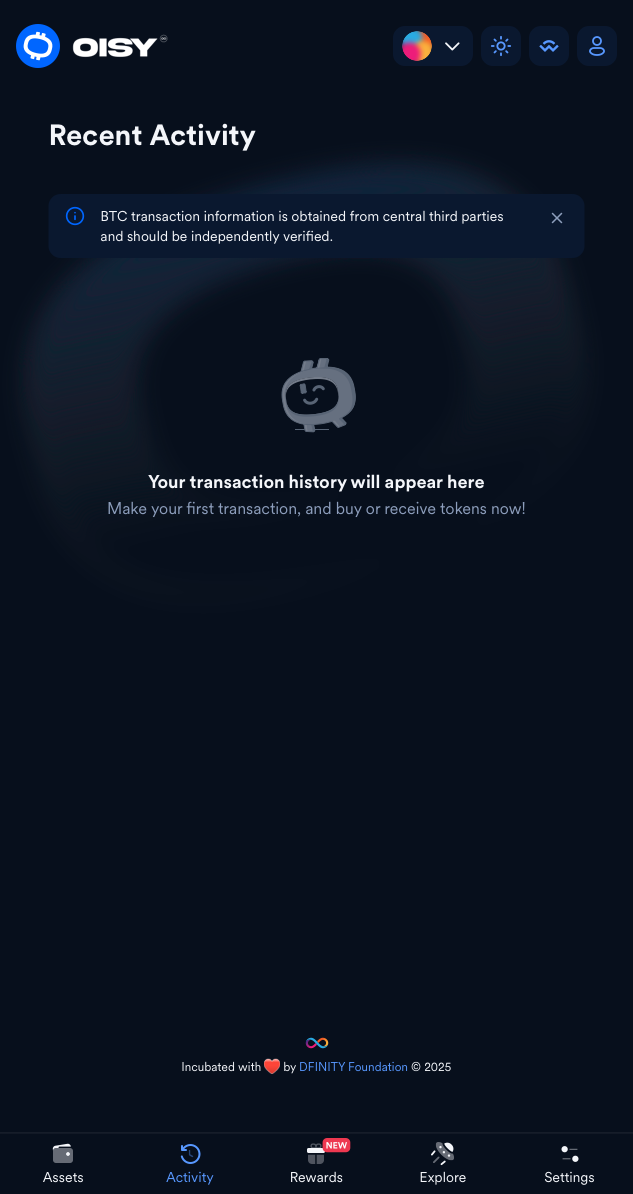 OISY
Recent Activity
BTC transaction information is obtained from central third parties
and should be independently verified.
Your transaction history will appear here
Make your first transaction, and buy or receive tokens now!
Incubated with ❤️ by DFINITY Foundation © 2025
NEW
Assets
Activity
Rewards
Explore
Settings